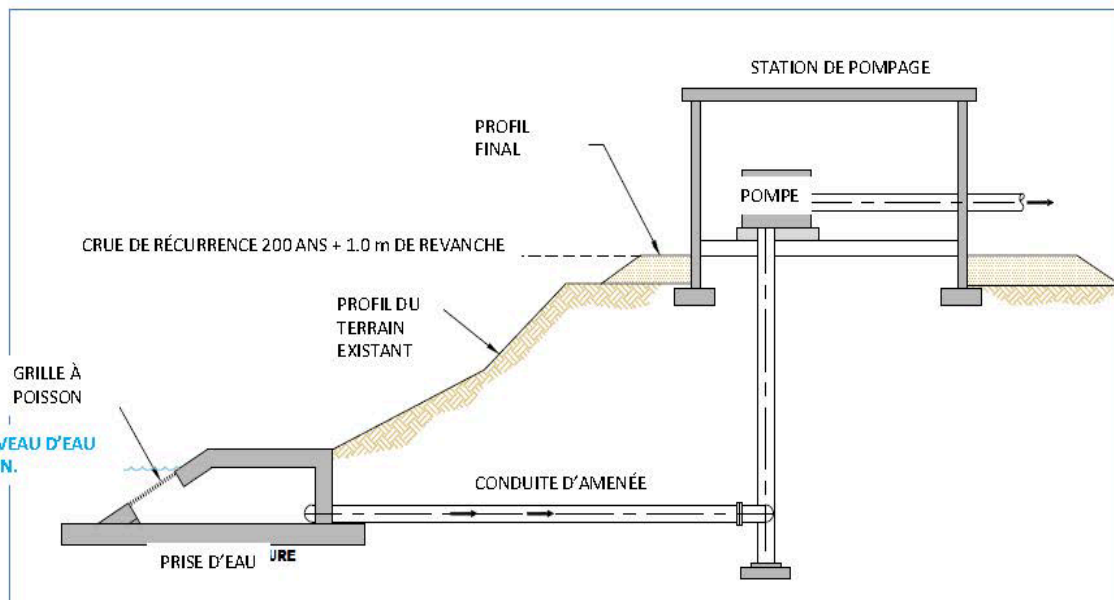 STATION DE POMPAGE
PROFIL
FINAL
POMPE
CRUE DE RÉCURRENCE 200 ANS + 1.0 m DE REVANCHE
PROFIL DU
TERRAIN
EXISTANT
GRILLE À
POISSON
VEAU D'EAU
N.
CONDUITE D'AMENÉE
PRISE D'EAU
URE